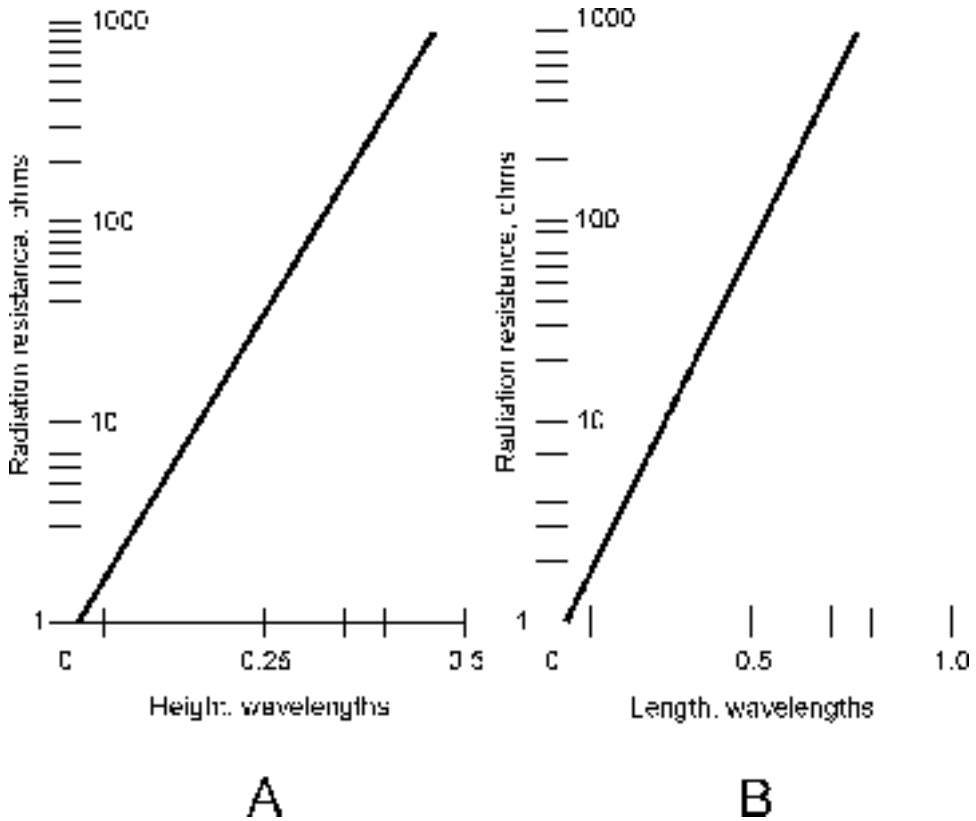 1000
100
10
1
Radiation resistance, ohms
0 0.25 0.5
Height, wavelengths
A
1000
100
10
1
Radiation resistance, ohms
0 0.5 1.0
Length, wavelengths
B